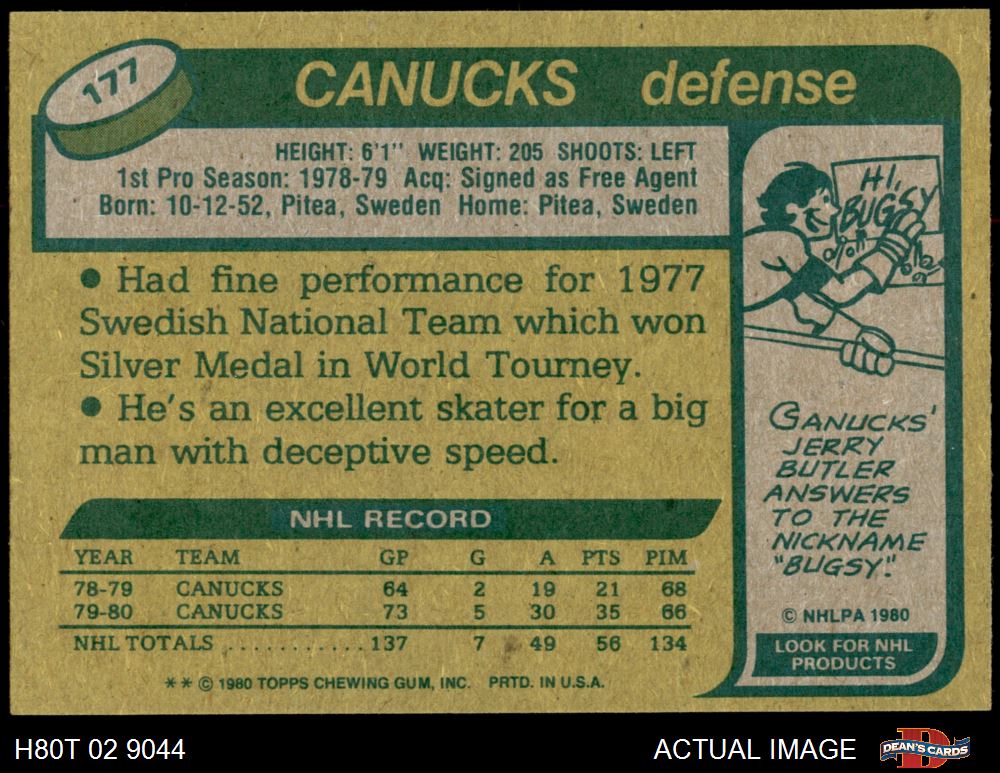 177
CANUCKS defense
HEIGHT: 6'1" WEIGHT: 205 SHOOTS: LEFT
1st Pro Season: 1978-79 Acq: Signed as Free Agent
Born: 10-12-52, Pitea, Sweden Home: Pitea, Sweden
● Had fine performance for 1977
Swedish National Team which won
Silver Medal in World Tourney.
● He's an excellent skater for a big
man with deceptive speed.
NHL RECORD
YEAR TEAM GP G A PTS PIM
78-79 CANUCKS 64 2 19 21 68
79-80 CANUCKS 73 5 30 35 66
NHL TOTALS ........... 137 7 49 56 134
** © 1980 TOPPS CHEWING GUM, INC. PRTD. IN U.S.A.
HI,
BUGSY
CANUCKS'
JERRY
BUTLER
ANSWERS
TO THE
NICKNAME
"BUGSY."
© NHLPA 1980
LOOK FOR NHL
PRODUCTS
H80T 02 9044
ACTUAL IMAGE
D
DEAN'S CARDS